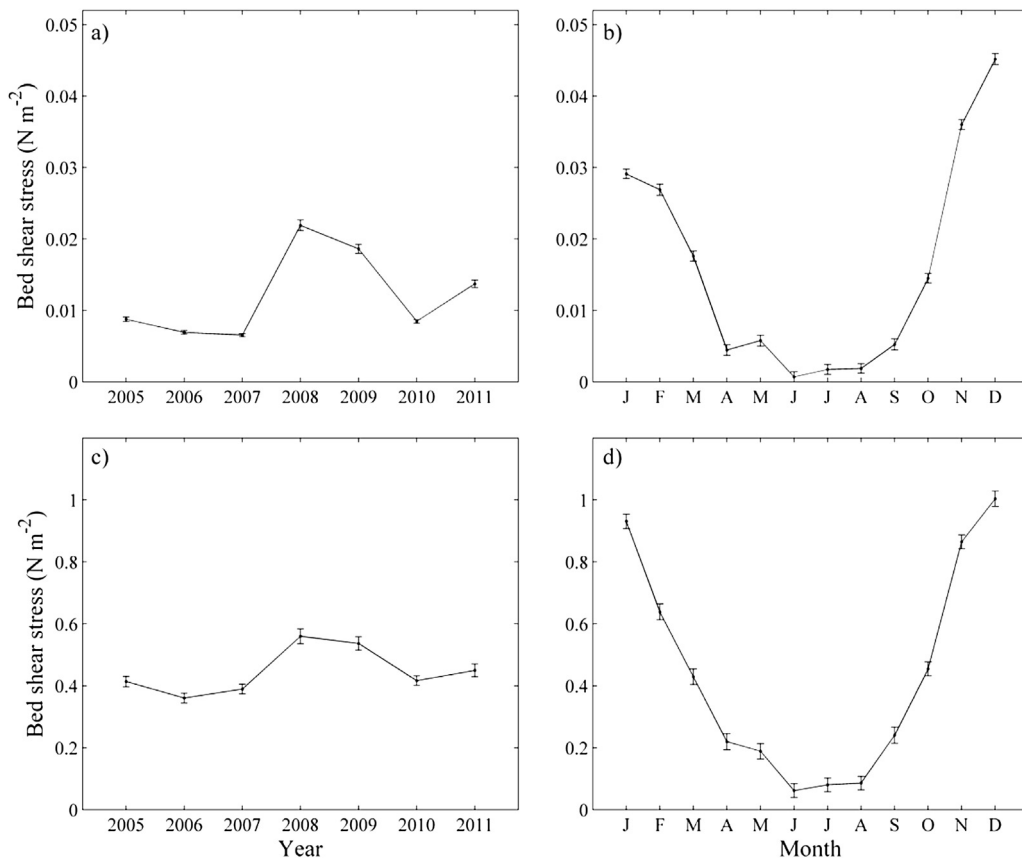 a)
0.05
0.04
0.03
0.02
0.01
0
Bed shear stress (N m-2)
2005 2006 2007 2008 2009 2010 2011
b)
0.05
0.04
0.03
0.02
0.01
0
J F M A M J J A S O N D
c)
1
0.8
0.6
0.4
0.2
0
Bed shear stress (N m-2)
2005 2006 2007 2008 2009 2010 2011
Year
d)
1
0.8
0.6
0.4
0.2
0
J F M A M J J A S O N D
Month